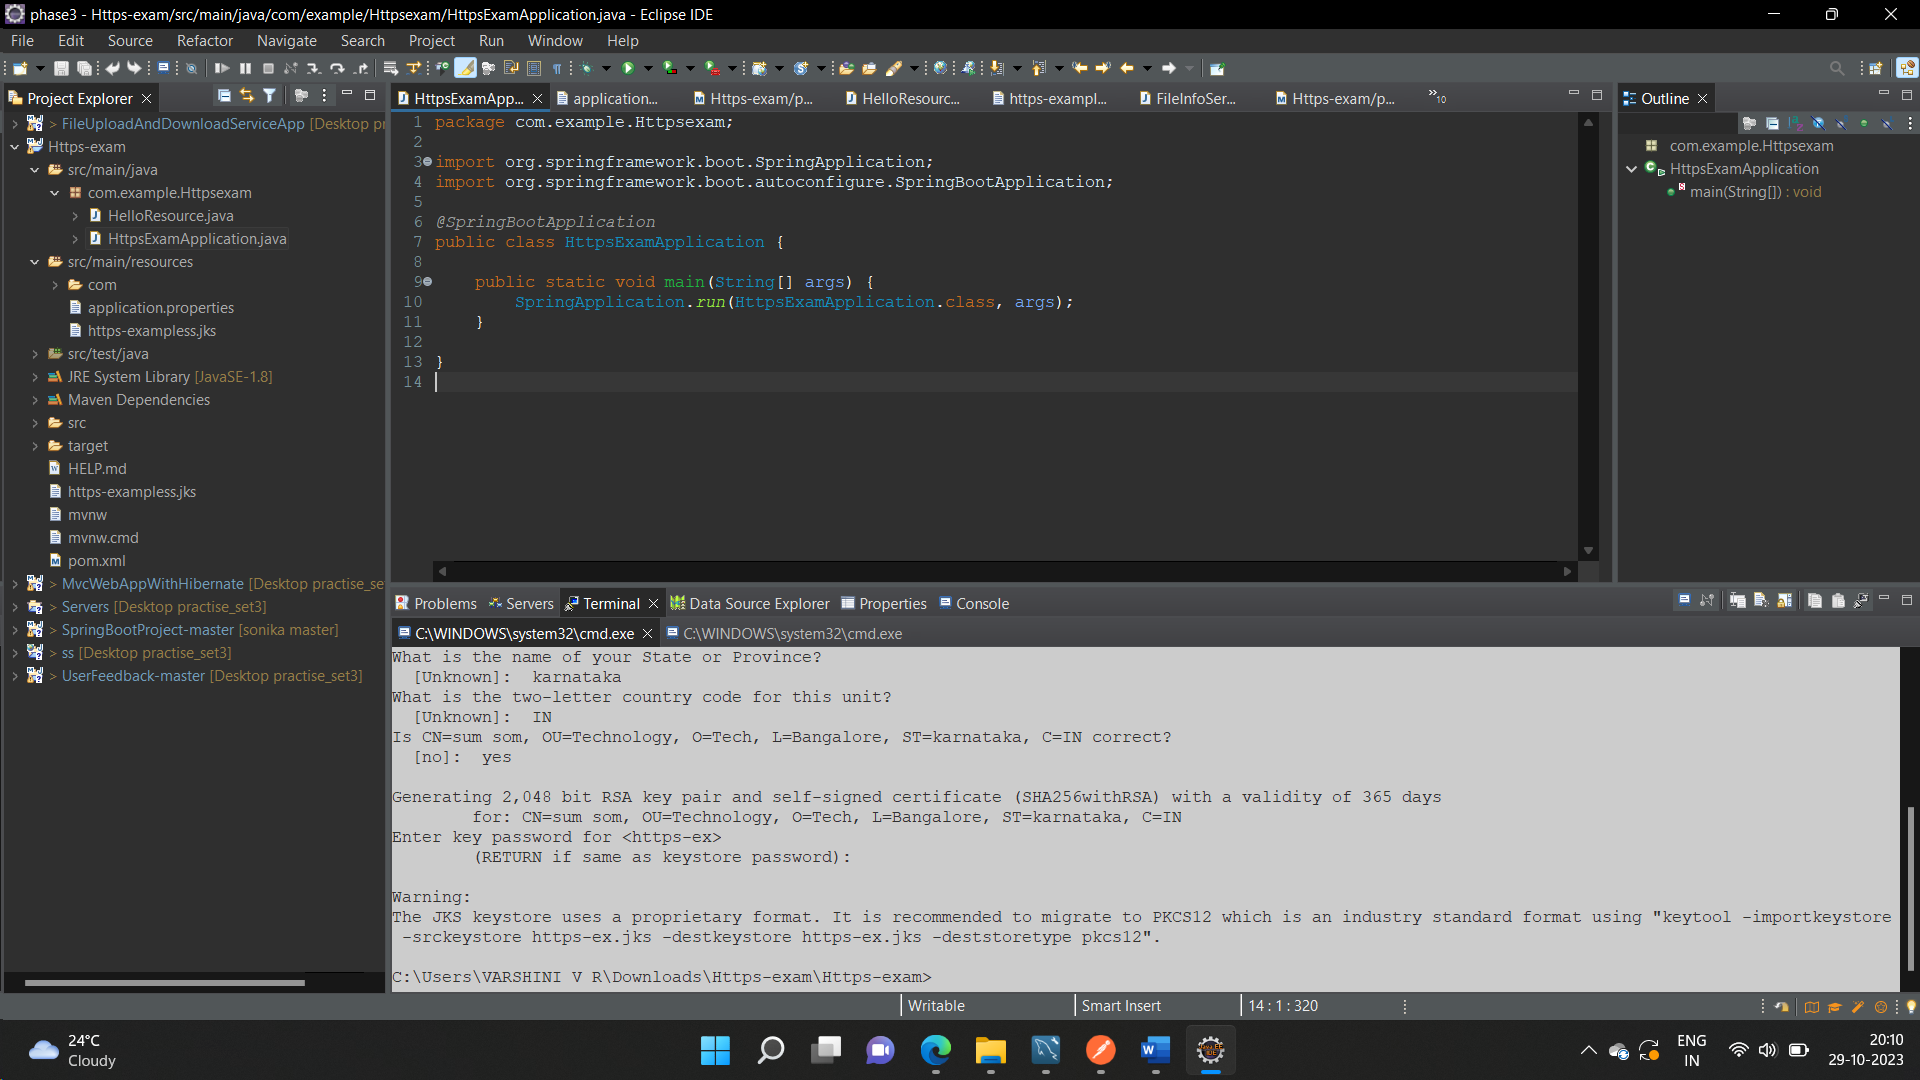 phase3 - Https-exam/src/main/java/com/example/Httpsexam/HttpsExamApplication.java - Eclipse IDE
File Edit Source Refactor Navigate Search Project Run Window Help
Project Explorer
HttpsExamApp... application... Https-exam/p... HelloResourc... https-exampl... FileInfoSer... Https-exam/p... »10
Outline
> FileUploadAndDownloadServiceApp [Desktop pr
Https-exam
src/main/java
com.example.Httpsexam
HelloResource.java
HttpsExamApplication.java
src/main/resources
com
application.properties
https-exampless.jks
src/test/java
JRE System Library [JavaSE-1.8]
Maven Dependencies
src
target
HELP.md
https-exampless.jks
mvnw
mvnw.cmd
pom.xml
> MvcWebAppWithHibernate [Desktop practise_se
> Servers [Desktop practise_set3]
> SpringBootProject-master [sonika master]
> ss [Desktop practise_set3]
> UserFeedback-master [Desktop practise_set3]
1 package com.example.Httpsexam;
2
3 import org.springframework.boot.SpringApplication;
4 import org.springframework.boot.autoconfigure.SpringBootApplication;
5
6 @SpringBootApplication
7 public class HttpsExamApplication {
8
9 public static void main(String[] args) {
10 SpringApplication.run(HttpsExamApplication.class, args);
11 }
12
13 }
14
com.example.Httpsexam
HttpsExamApplication
main(String[]) : void
Problems Servers Terminal Data Source Explorer Properties Console
C:\WINDOWS\system32\cmd.exe C:\WINDOWS\system32\cmd.exe
What is the name of your State or Province?
[Unknown]: karnataka
What is the two-letter country code for this unit?
[Unknown]: IN
Is CN=sum som, OU=Technology, O=Tech, L=Bangalore, ST=karnataka, C=IN correct?
[no]: yes
Generating 2,048 bit RSA key pair and self-signed certificate (SHA256withRSA) with a validity of 365 days
for: CN=sum som, OU=Technology, O=Tech, L=Bangalore, ST=karnataka, C=IN
Enter key password for <https-ex>
(RETURN if same as keystore password):
Warning:
The JKS keystore uses a proprietary format. It is recommended to migrate to PKCS12 which is an industry standard format using "keytool -importkeystore
-srckeystore https-ex.jks -destkeystore https-ex.jks -deststoretype pkcs12".
C:\Users\VARSHINI V R\Downloads\Https-exam\Https-exam>
Writable Smart Insert 14 : 1 : 320
24°C
Cloudy
ENG
IN
20:10
29-10-2023